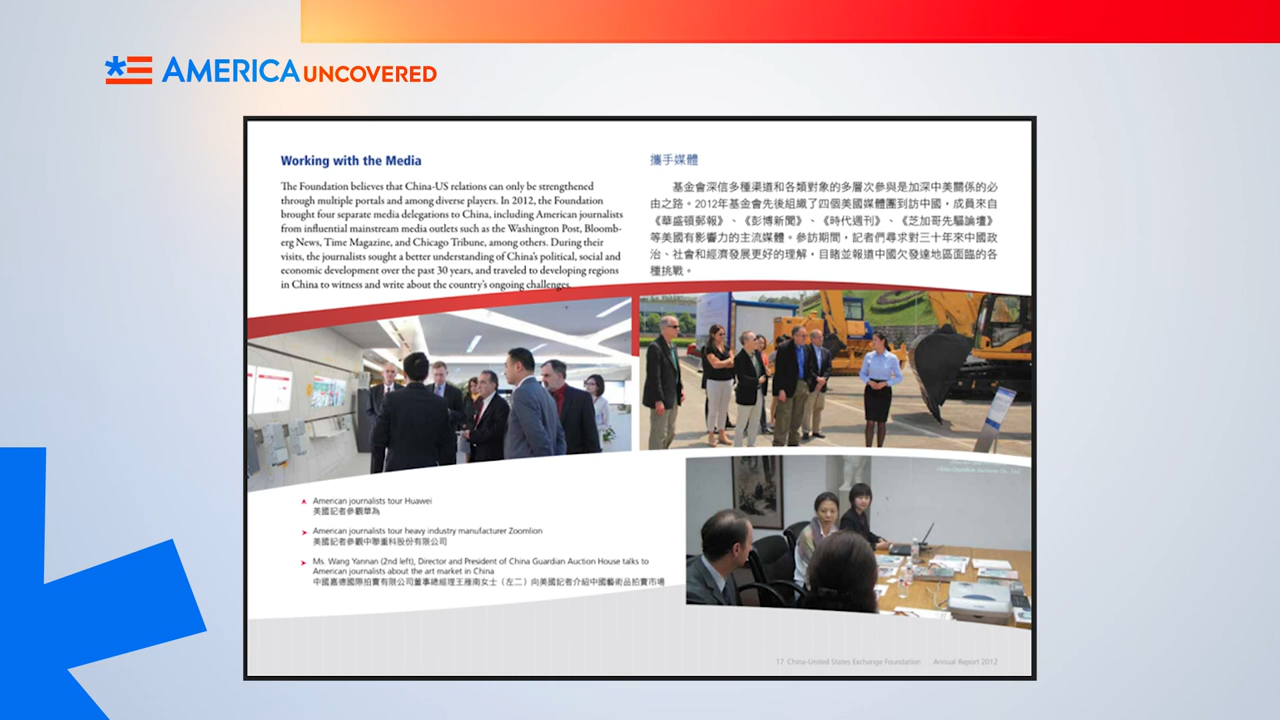 AMERICA UNCOVERED
Working with the Media
The Foundation believes that China-US relations can only be strengthened
through multiple portals and among diverse players. In 2012, the Foundation
brought four separate media delegations to China, including American journalists
from influential mainstream media outlets such as the Washington Post, Bloomb-
erg News, Time Magazine, and Chicago Tribune, among others. During their
visits, the journalists sought a better understanding of China's political, social and
economic development over the past 30 years, and traveled to developing regions
in China to witness and write about the country's ongoing challenges.
攜手媒體
基金會深信多種渠道和各類對象的多層次參與是加深中美關係的必
由之路。2012年基金會先後組織了四個美國媒體團到訪中國，成員來自
《華盛頓郵報》、《彭博新聞》、《時代週刊》、《芝加哥先驅論壇》
等美國有影響力的主流媒體。參訪期間，記者們尋求對三十年來中國政
治、社會和經濟發展更好的理解，目睹並報道中國欠發達地區面臨的各
種挑戰。
American journalists tour Huawei
美國記者參觀華為
American journalists tour heavy industry manufacturer Zoomlion
美國記者參觀中聯重科股份有限公司
Ms. Wang Yannan (2nd left), Director and President of China Guardian Auction House talks to
American journalists about the art market in China
中國嘉德國際拍賣有限公司董事總經理王雁南女士（左二）向美國記者介紹中國藝術品拍賣市場
17 China-United States Exchange Foundation Annual Report 2012